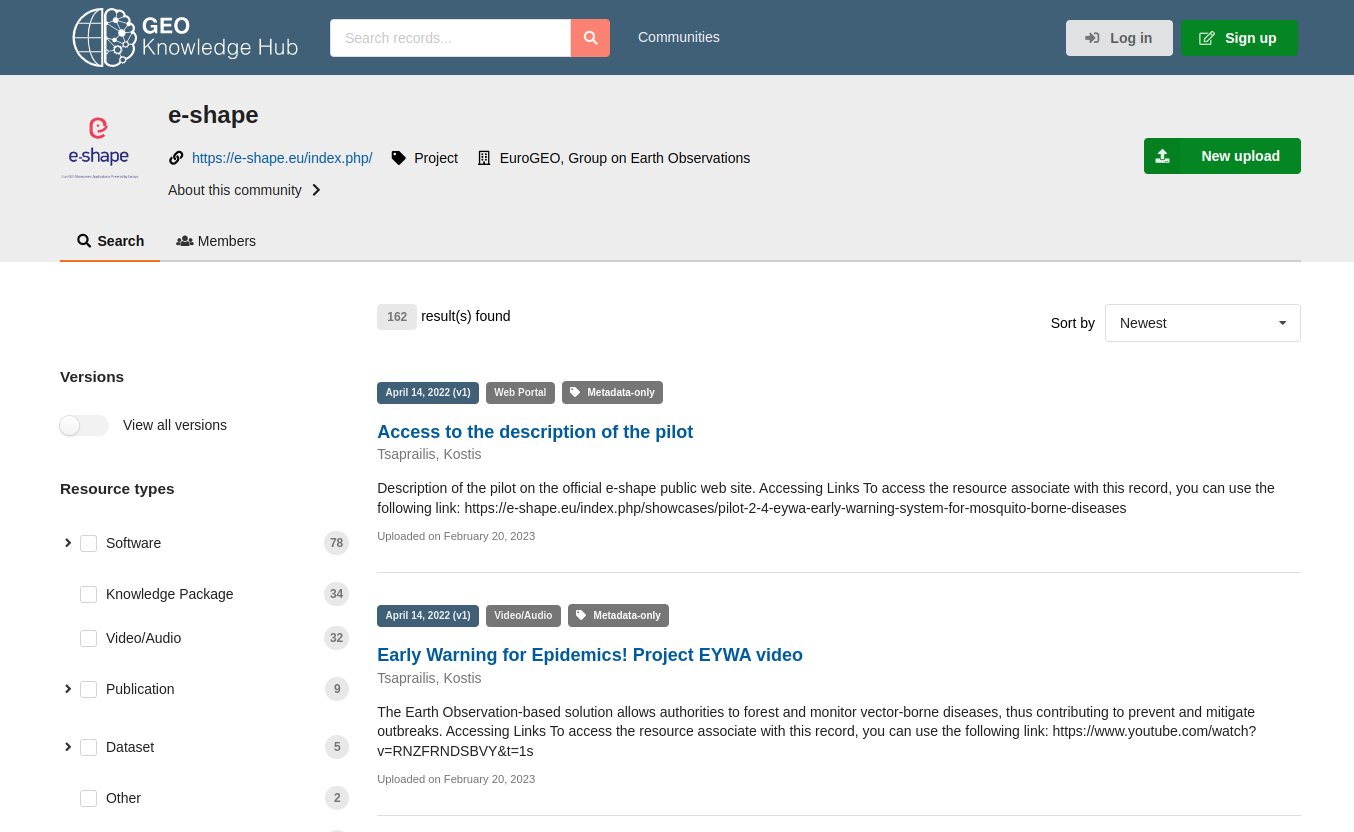 GEO
Knowledge Hub
Search records...
Communities
Log in
Sign up
e-shape
e-shape
https://e-shape.eu/index.php/ Project EuroGEO, Group on Earth Observations
New upload
About this community
Search
Members
162 result(s) found
Sort by Newest
Versions
View all versions
Resource types
Software 78
Knowledge Package 34
Video/Audio 32
Publication 9
Dataset 5
Other 2
April 14, 2022 (v1) Web Portal Metadata-only
Access to the description of the pilot
Tsaprailis, Kostis
Description of the pilot on the official e-shape public web site. Accessing Links To access the resource associate with this record, you can use the
following link: https://e-shape.eu/index.php/showcases/pilot-2-4-eywa-early-warning-system-for-mosquito-borne-diseases
Uploaded on February 20, 2023
April 14, 2022 (v1) Video/Audio Metadata-only
Early Warning for Epidemics! Project EYWA video
Tsaprailis, Kostis
The Earth Observation-based solution allows authorities to forest and monitor vector-borne diseases, thus contributing to prevent and mitigate
outbreaks. Accessing Links To access the resource associate with this record, you can use the following link: https://www.youtube.com/watch?
v=RNZFRNDSBVY&t=1s
Uploaded on February 20, 2023